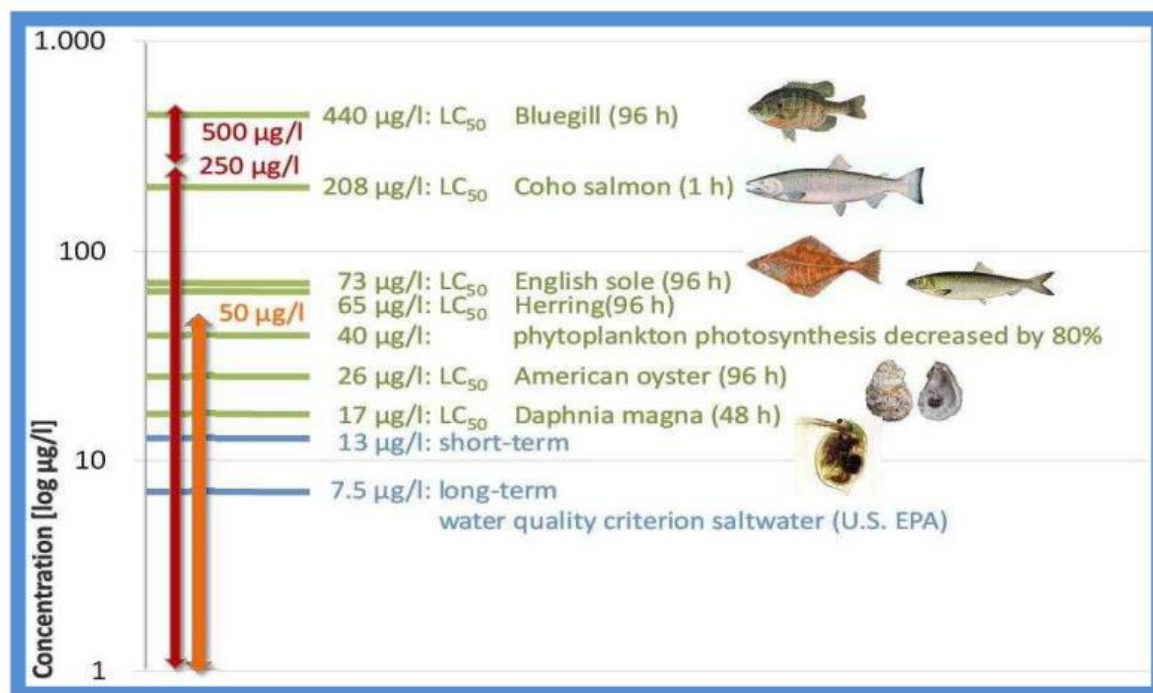 1.000
440 µg/l: LC₅₀ Bluegill (96 h)
500 µg/l
250 µg/l
208 µg/l: LC₅₀ Coho salmon (1 h)
100
73 µg/l: LC₅₀ English sole (96 h)
65 µg/l: LC₅₀ Herring(96 h)
50 µg/l
40 µg/l: phytoplankton photosynthesis decreased by 80%
26 µg/l: LC₅₀ American oyster (96 h)
17 µg/l: LC₅₀ Daphnia magna (48 h)
13 µg/l: short-term
10
7.5 µg/l: long-term
water quality criterion saltwater (U.S. EPA)
1
Concentration [log µg/l]